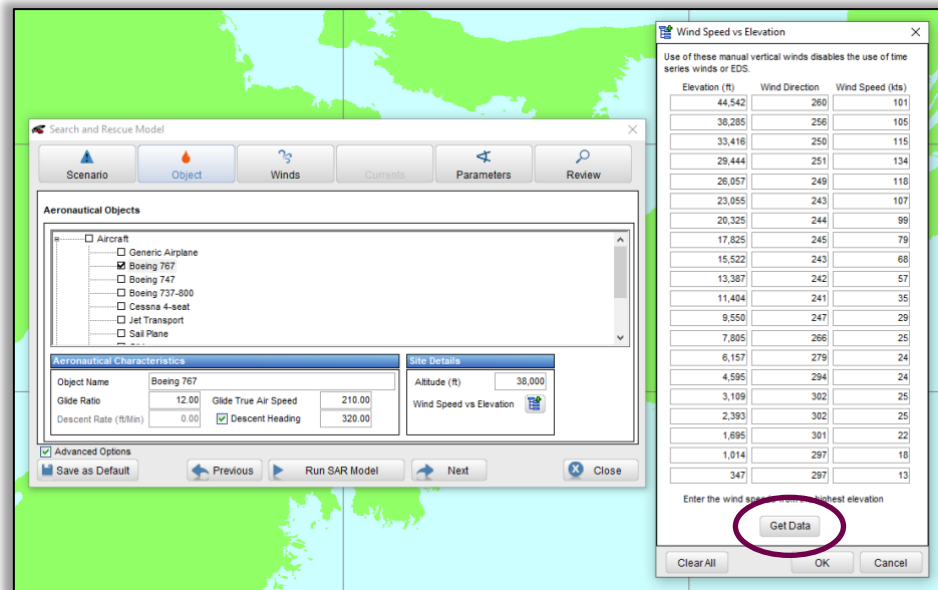 Search and Rescue Model
Scenario Object Winds Currents Parameters Review
Aeronautical Objects
Aircraft
Generic Airplane
Boeing 767
Boeing 747
Boeing 737-800
Cessna 4-seat
Jet Transport
Sail Plane
Aeronautical Characteristics
Object Name Boeing 767
Glide Ratio 12.00 Glide True Air Speed 210.00
Descent Rate (ft/Min) 0.00 Descent Heading 320.00
Site Details
Altitude (ft) 38,000
Wind Speed vs Elevation
Advanced Options
Save as Default Previous Run SAR Model Next Close
Wind Speed vs Elevation
Use of these manual vertical winds disables the use of time
series winds or EDS.
Elevation (ft) Wind Direction Wind Speed (kts)
44,542 260 101
38,285 256 105
33,416 250 115
29,444 251 134
26,057 249 118
23,055 243 107
20,325 244 99
17,825 245 79
15,522 243 68
13,387 242 57
11,404 241 35
9,550 247 29
7,805 266 25
6,157 279 24
4,595 294 24
3,109 302 25
2,393 302 25
1,695 301 22
1,014 297 18
347 297 13
Enter the wind speeds from the highest elevation
Get Data
Clear All OK Cancel